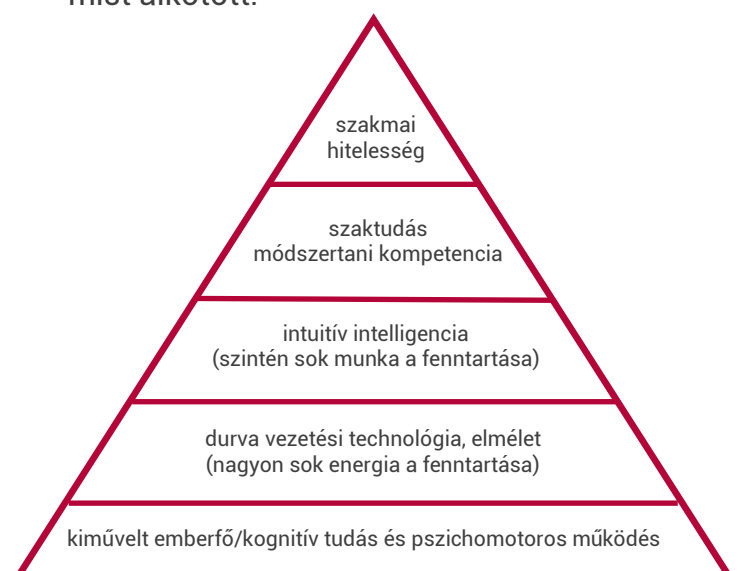 szakmai
hitelesség
szaktudás
módszertani kompetencia
intuitív intelligencia
(szintén sok munka a fenntartása)
durva vezetési technológia, elmélet
(nagyon sok energia a fenntartása)
kiművelt emberfő/kognitív tudás és pszichomotoros működés